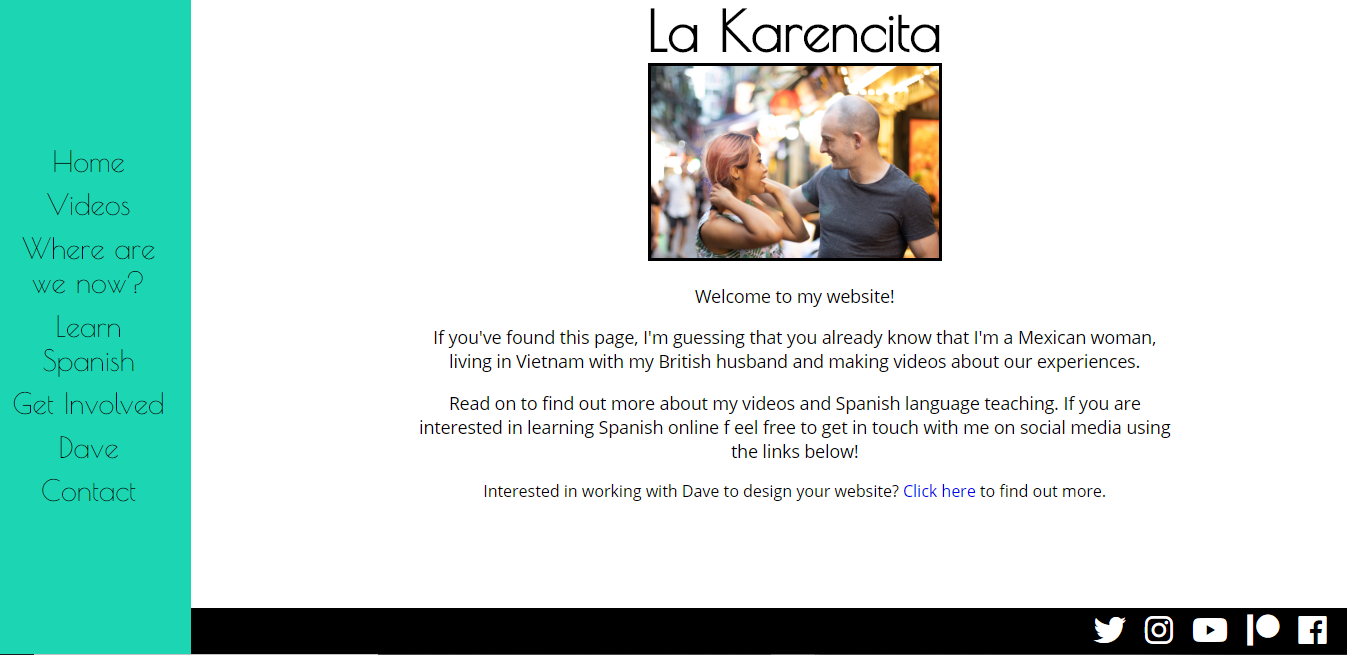 La Karencita
Home
Videos
Where are
we now?
Learn
Spanish
Get Involved
Dave
Contact
Welcome to my website!
If you've found this page, I'm guessing that you already know that I'm a Mexican woman,
living in Vietnam with my British husband and making videos about our experiences.
Read on to find out more about my videos and Spanish language teaching. If you are
interested in learning Spanish online f eel free to get in touch with me on social media using
the links below!
Interested in working with Dave to design your website? Click here to find out more.